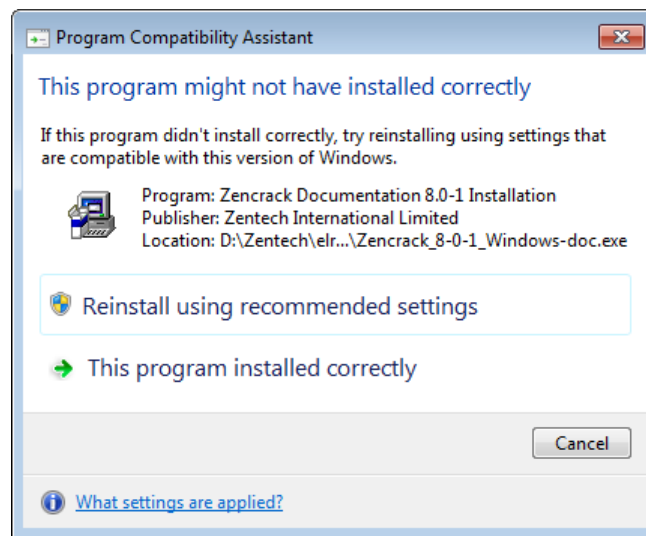 Program Compatibility Assistant
This program might not have installed correctly
If this program didn't install correctly, try reinstalling using settings that
are compatible with this version of Windows.
Program: Zencrack Documentation 8.0-1 Installation
Publisher: Zentech International Limited
Location: D:\Zentech\elr...\Zencrack_8-0-1_Windows-doc.exe
Reinstall using recommended settings
This program installed correctly
Cancel
What settings are applied?